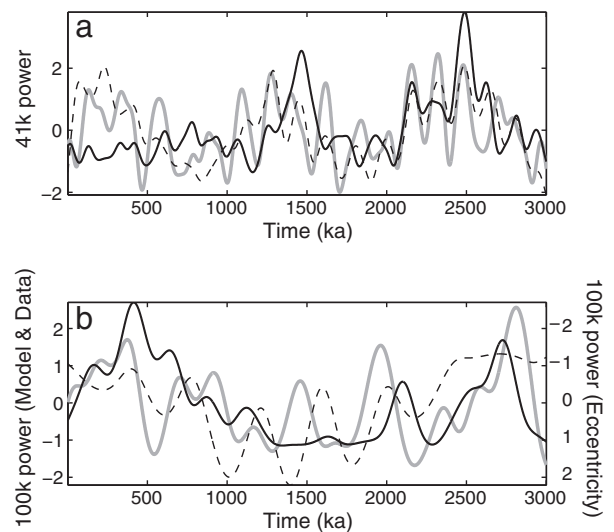 a
41k power
2
0
−2
500 1000 1500 2000 2500 3000
Time (ka)
b
100k power (Model & Data)
2
1
0
−1
−2
100k power (Eccentricity)
−2
−1
0
1
2
500 1000 1500 2000 2500 3000
Time (ka)